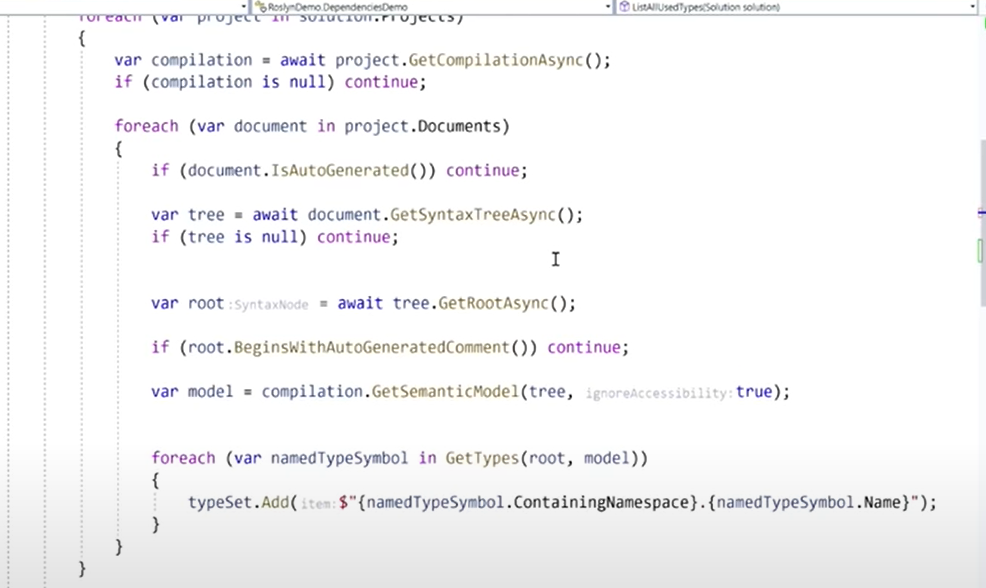 RoslynDemo.DependenciesDemo ListAllUsedTypes(Solution solution)
foreach (var project in solution.Projects)
{
var compilation = await project.GetCompilationAsync();
if (compilation is null) continue;
foreach (var document in project.Documents)
{
if (document.IsAutoGenerated()) continue;
var tree = await document.GetSyntaxTreeAsync();
if (tree is null) continue;
var root :SyntaxNode = await tree.GetRootAsync();
if (root.BeginsWithAutoGeneratedComment()) continue;
var model = compilation.GetSemanticModel(tree, ignoreAccessibility: true);
foreach (var namedTypeSymbol in GetTypes(root, model))
{
typeSet.Add( item: $"{namedTypeSymbol.ContainingNamespace}.{namedTypeSymbol.Name}");
}
}
}